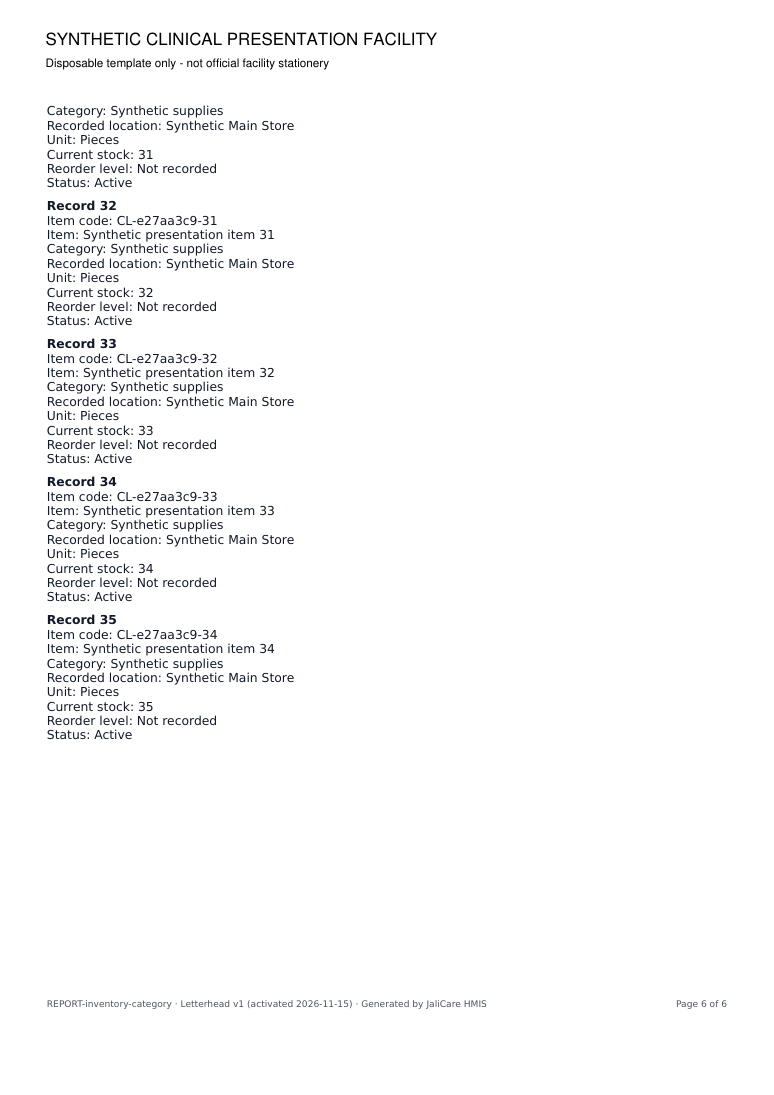 SYNTHETIC CLINICAL PRESENTATION FACILITY
Disposable template only - not official facility stationery
Category: Synthetic supplies
Recorded location: Synthetic Main Store
Unit: Pieces
Current stock: 31
Reorder level: Not recorded
Status: Active
Record 32
Item code: CL-e27aa3c9-31
Item: Synthetic presentation item 31
Category: Synthetic supplies
Recorded location: Synthetic Main Store
Unit: Pieces
Current stock: 32
Reorder level: Not recorded
Status: Active
Record 33
Item code: CL-e27aa3c9-32
Item: Synthetic presentation item 32
Category: Synthetic supplies
Recorded location: Synthetic Main Store
Unit: Pieces
Current stock: 33
Reorder level: Not recorded
Status: Active
Record 34
Item code: CL-e27aa3c9-33
Item: Synthetic presentation item 33
Category: Synthetic supplies
Recorded location: Synthetic Main Store
Unit: Pieces
Current stock: 34
Reorder level: Not recorded
Status: Active
Record 35
Item code: CL-e27aa3c9-34
Item: Synthetic presentation item 34
Category: Synthetic supplies
Recorded location: Synthetic Main Store
Unit: Pieces
Current stock: 35
Reorder level: Not recorded
Status: Active
REPORT-inventory-category · Letterhead v1 (activated 2026-11-15) · Generated by JaliCare HMIS Page 6 of 6